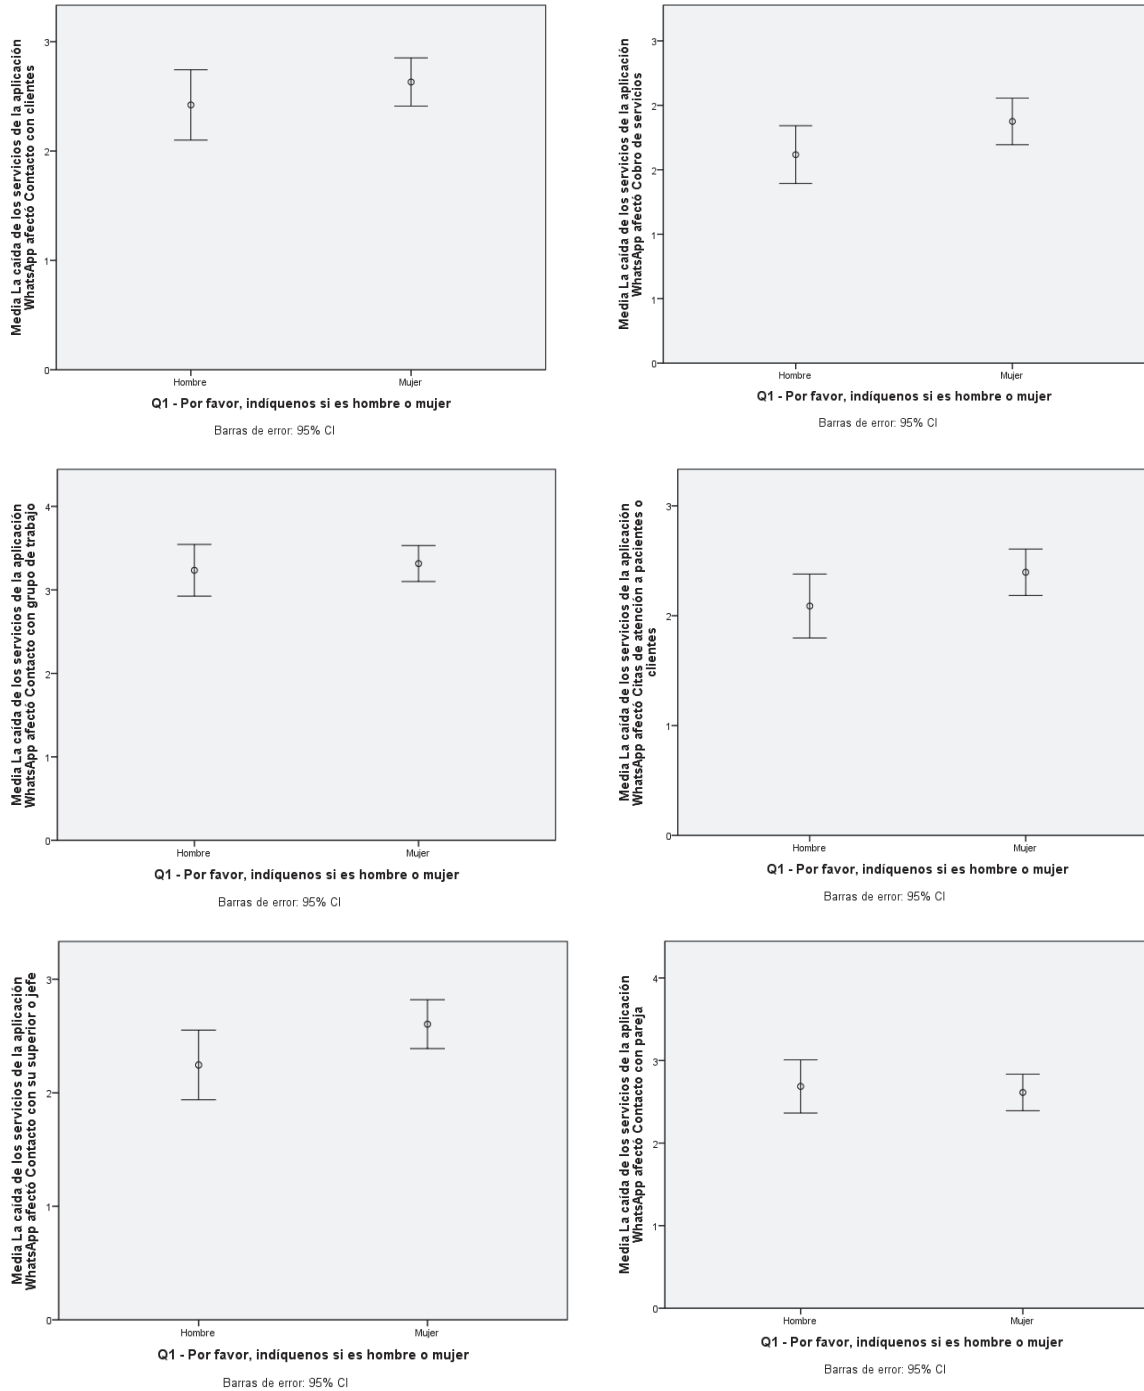 Media La caída de los servicios de la aplicación
WhatsApp afectó Contacto con clientes
3
2
1
0
Hombre
Mujer
Q1 - Por favor, indíquenos si es hombre o mujer
Barras de error: 95% CI
Media La caída de los servicios de la aplicación
WhatsApp afectó Cobro de servicios
3
2
2
1
1
0
Hombre
Mujer
Q1 - Por favor, indíquenos si es hombre o mujer
Barras de error: 95% CI
Media La caída de los servicios de la aplicación
WhatsApp afectó Contacto con grupo de trabajo
4
3
2
1
0
Hombre
Mujer
Q1 - Por favor, indíquenos si es hombre o mujer
Barras de error: 95% CI
Media La caída de los servicios de la aplicación
WhatsApp afectó Citas de atención a pacientes o
clientes
3
2
1
0
Hombre
Mujer
Q1 - Por favor, indíquenos si es hombre o mujer
Barras de error: 95% CI
Media La caída de los servicios de la aplicación
WhatsApp afectó Contacto con su superior o jefe
3
2
1
0
Hombre
Mujer
Q1 - Por favor, indíquenos si es hombre o mujer
Barras de error: 95% CI
Media La caída de los servicios de la aplicación
WhatsApp afectó Contacto con pareja
4
3
2
1
0
Hombre
Mujer
Q1 - Por favor, indíquenos si es hombre o mujer
Barras de error: 95% CI